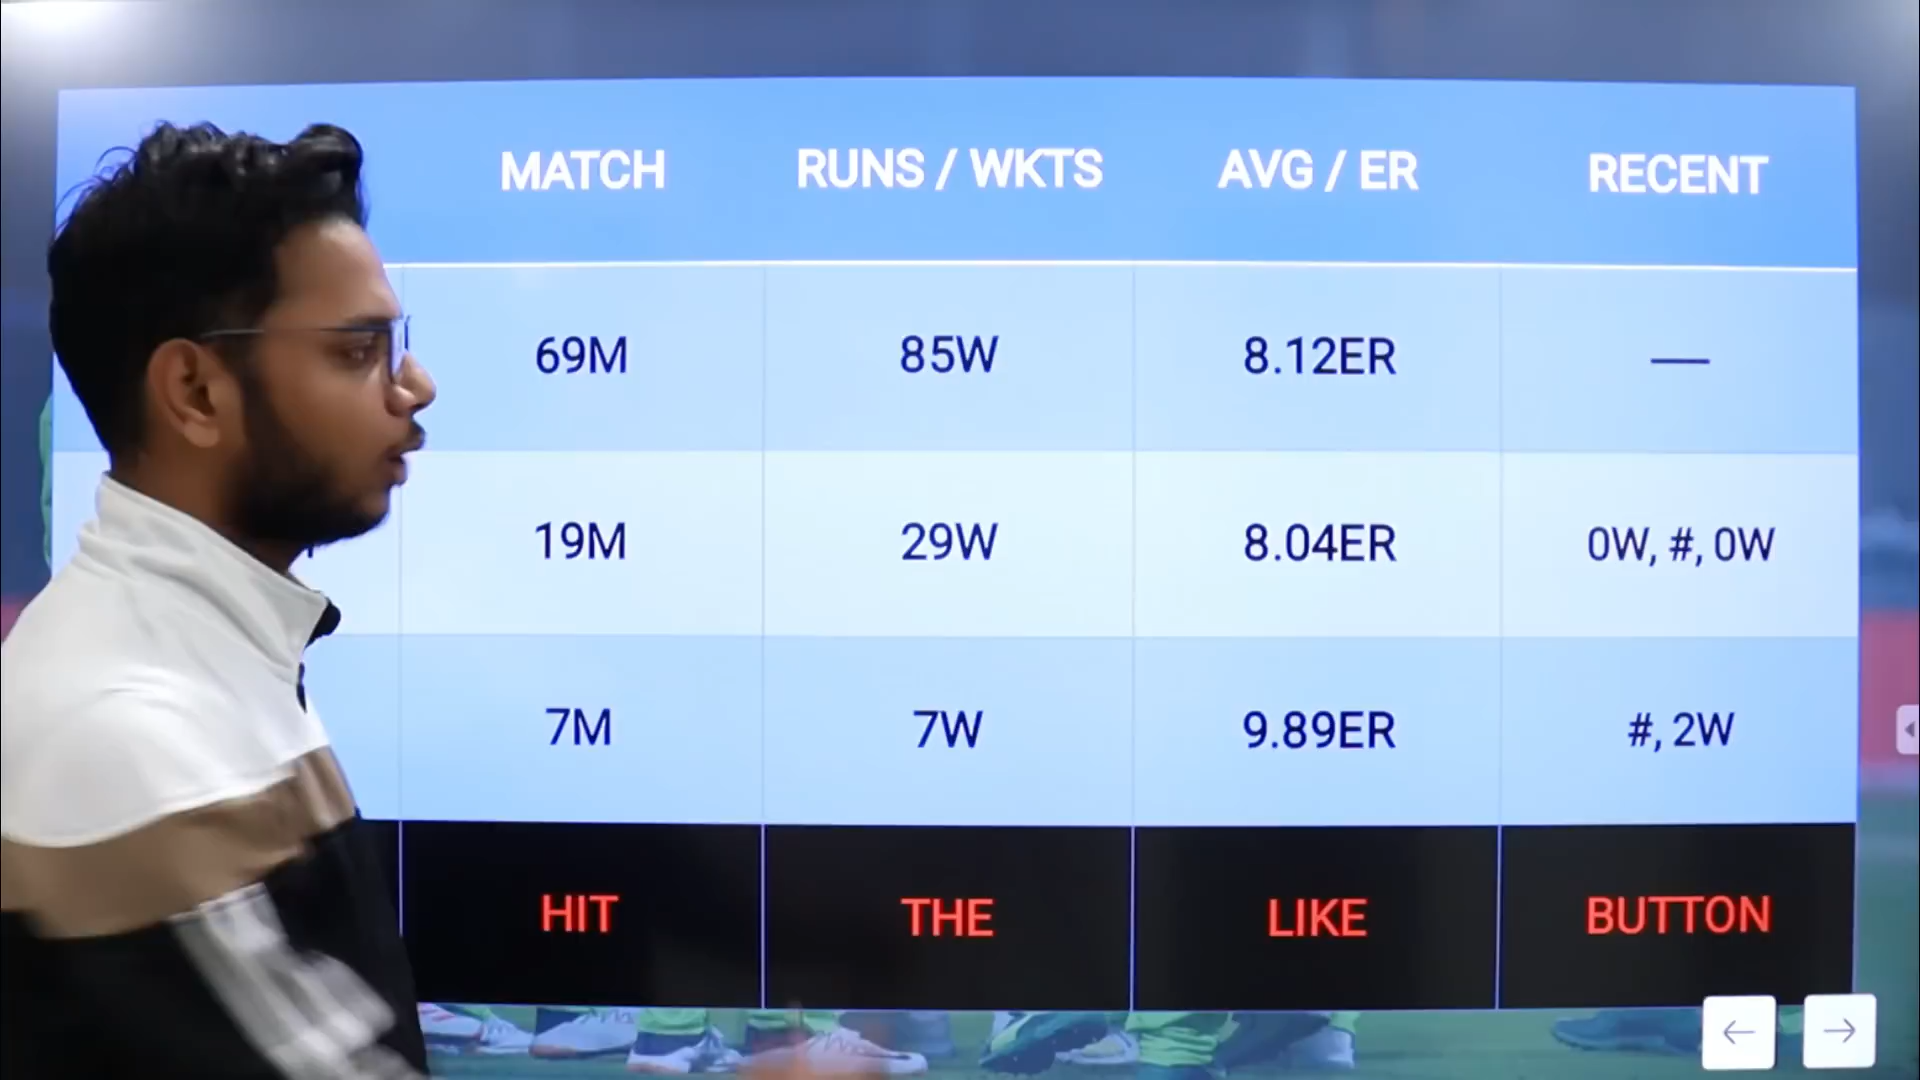 MATCH RUNS / WKTS AVG / ER RECENT
69M 85W 8.12ER —
19M 29W 8.04ER 0W, #, 0W
7M 7W 9.89ER #, 2W
HIT THE LIKE BUTTON